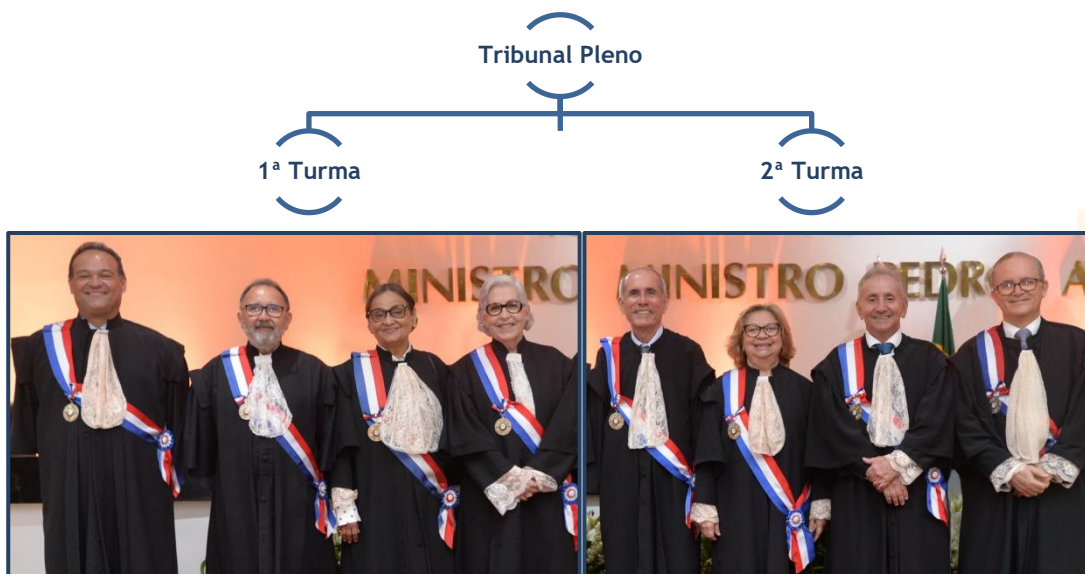 Tribunal Pleno
1ª Turma
2ª Turma
MINISTRO
MINISTRO PEDRO A